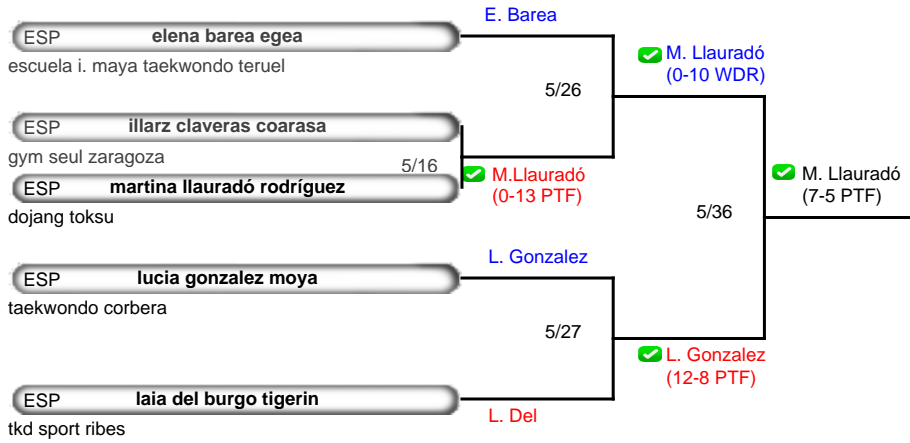 E. Barea
ESP elena barea egea
escuela i. maya taekwondo teruel
M. Llauradó
(0-10 WDR)
5/26
ESP illarz claveras coarasa
gym seul zaragoza
5/16
M.Llauradó
(0-13 PTF)
ESP martina llauradó rodríguez
dojang toksu
M. Llauradó
(7-5 PTF)
5/36
L. Gonzalez
ESP lucia gonzalez moya
taekwondo corbera
5/27
L. Gonzalez
(12-8 PTF)
ESP laia del burgo tigerin
L. Del
tkd sport ribes